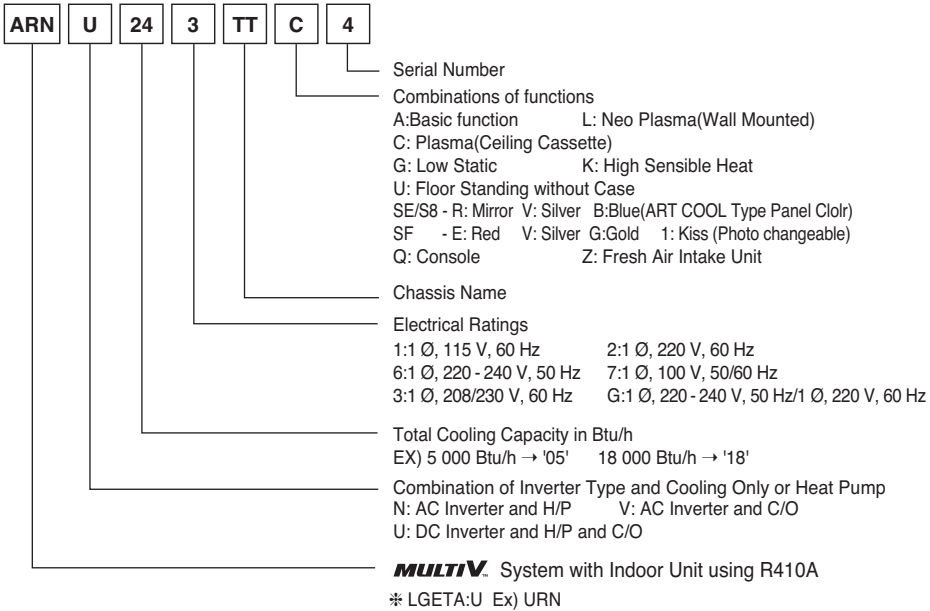 ARN U 24 3 TT C 4
Serial Number
Combinations of functions
A:Basic function L: Neo Plasma(Wall Mounted)
C: Plasma(Ceiling Cassette)
G: Low Static K: High Sensible Heat
U: Floor Standing without Case
SE/S8 - R: Mirror V: Silver B:Blue(ART COOL Type Panel Clolr)
SF - E: Red V: Silver G:Gold 1: Kiss (Photo changeable)
Q: Console Z: Fresh Air Intake Unit
Chassis Name
Electrical Ratings
1:1 Ø, 115 V, 60 Hz 2:1 Ø, 220 V, 60 Hz
6:1 Ø, 220 - 240 V, 50 Hz 7:1 Ø, 100 V, 50/60 Hz
3:1 Ø, 208/230 V, 60 Hz G:1 Ø, 220 - 240 V, 50 Hz/1 Ø, 220 V, 60 Hz
Total Cooling Capacity in Btu/h
EX) 5 000 Btu/h → '05' 18 000 Btu/h → '18'
Combination of Inverter Type and Cooling Only or Heat Pump
N: AC Inverter and H/P V: AC Inverter and C/O
U: DC Inverter and H/P and C/O
MULTI V. System with Indoor Unit using R410A
❈ LGETA:U Ex) URN